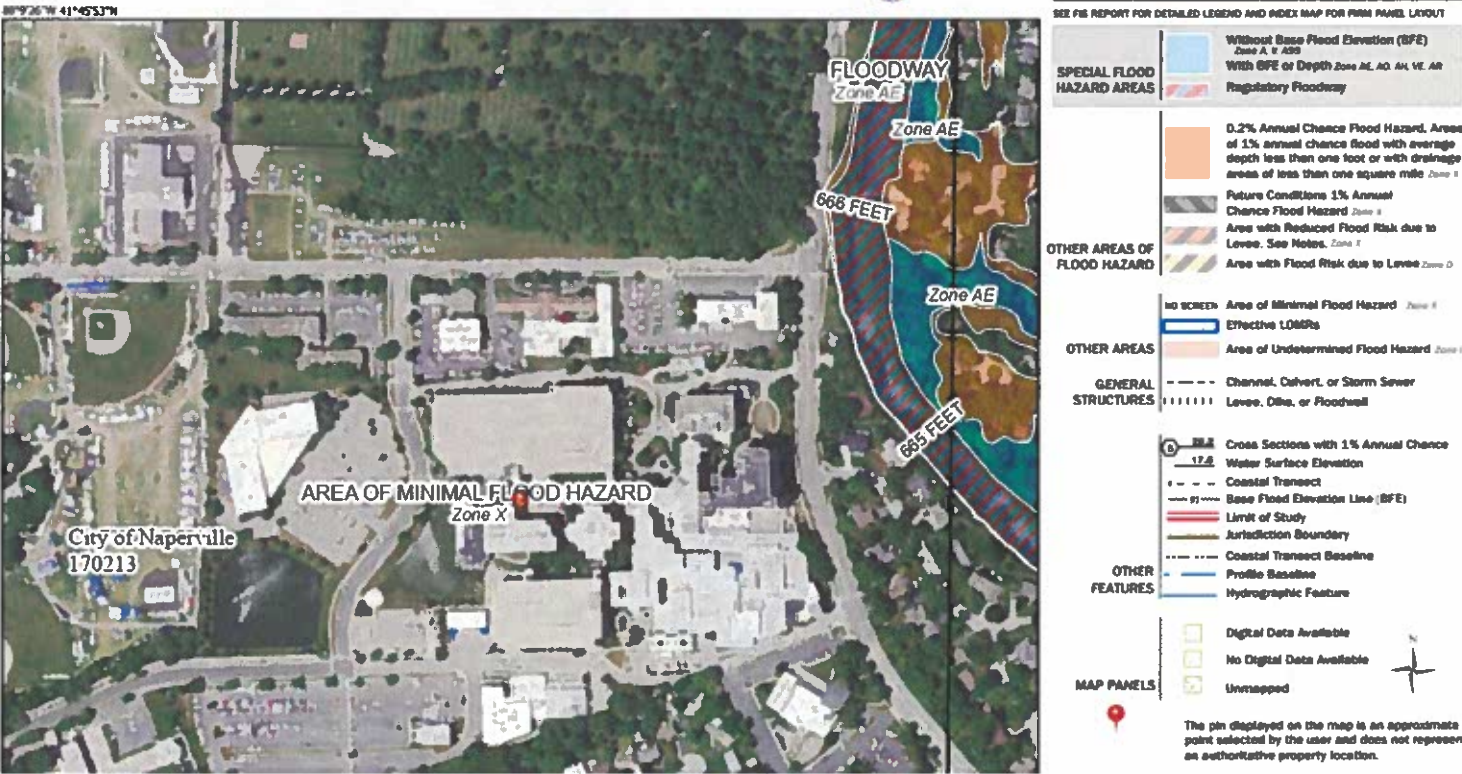 41°45'53"N
SEE FIS REPORT FOR DETAILED LEGEND AND INDEX MAP FOR FIRM PANEL LAYOUT
FLOODWAY
Zone AE
Zone AE
666 FEET
Zone AE
665 FEET
AREA OF MINIMAL FLOOD HAZARD
Zone X
City of Naperville
170213
SPECIAL FLOOD
HAZARD AREAS
Without Base Flood Elevation (BFE)
With BFE or Depth Zone AE, AO, AH, VE, AR
Regulatory Floodway
OTHER AREAS OF
FLOOD HAZARD
0.2% Annual Chance Flood Hazard, Areas
of 1% annual chance flood with average
depth less than one foot or with drainage
areas of less than one square mile Zone X
Future Conditions 1% Annual
Chance Flood Hazard Zone X
Area with Reduced Flood Risk due to
Levee. See Notes. Zone X
Area with Flood Risk due to Levee Zone D
OTHER AREAS
NO SCREEN Area of Minimal Flood Hazard Zone X
Effective LOMRs
Area of Undetermined Flood Hazard Zone
GENERAL
STRUCTURES
Channel, Culvert, or Storm Sewer
Levee, Dike, or Floodwall
OTHER
FEATURES
B 20.2 Cross Sections with 1% Annual Chance
17.5 Water Surface Elevation
Coastal Transect
Base Flood Elevation Line (BFE)
Limit of Study
Jurisdiction Boundary
Coastal Transect Baseline
Profile Baseline
Hydrographic Feature
MAP PANELS
Digital Data Available
No Digital Data Available
Unmapped
N
The pin displayed on the map is an approximate
point selected by the user and does not represent
an authoritative property location.